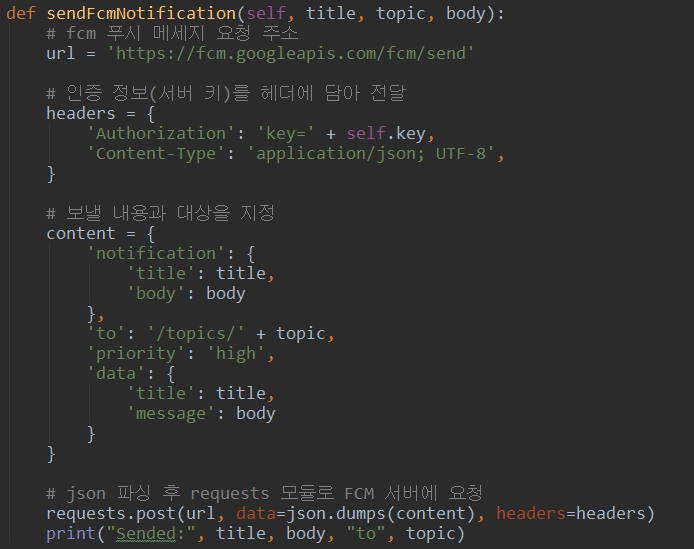 def sendFcmNotification(self, title, topic, body):
    # fcm 푸시 메세지 요청 주소
    url = 'https://fcm.googleapis.com/fcm/send'

    # 인증 정보(서버 키)를 헤더에 담아 전달
    headers = {
        'Authorization': 'key=' + self.key,
        'Content-Type': 'application/json; UTF-8',
    }

    # 보낼 내용과 대상을 지정
    content = {
        'notification': {
            'title': title,
            'body': body
        },
        'to': '/topics/' + topic,
        'priority': 'high',
        'data': {
            'title': title,
            'message': body
        }
    }

    # json 파싱 후 requests 모듈로 FCM 서버에 요청
    requests.post(url, data=json.dumps(content), headers=headers)
    print("Sended:", title, body, "to", topic)